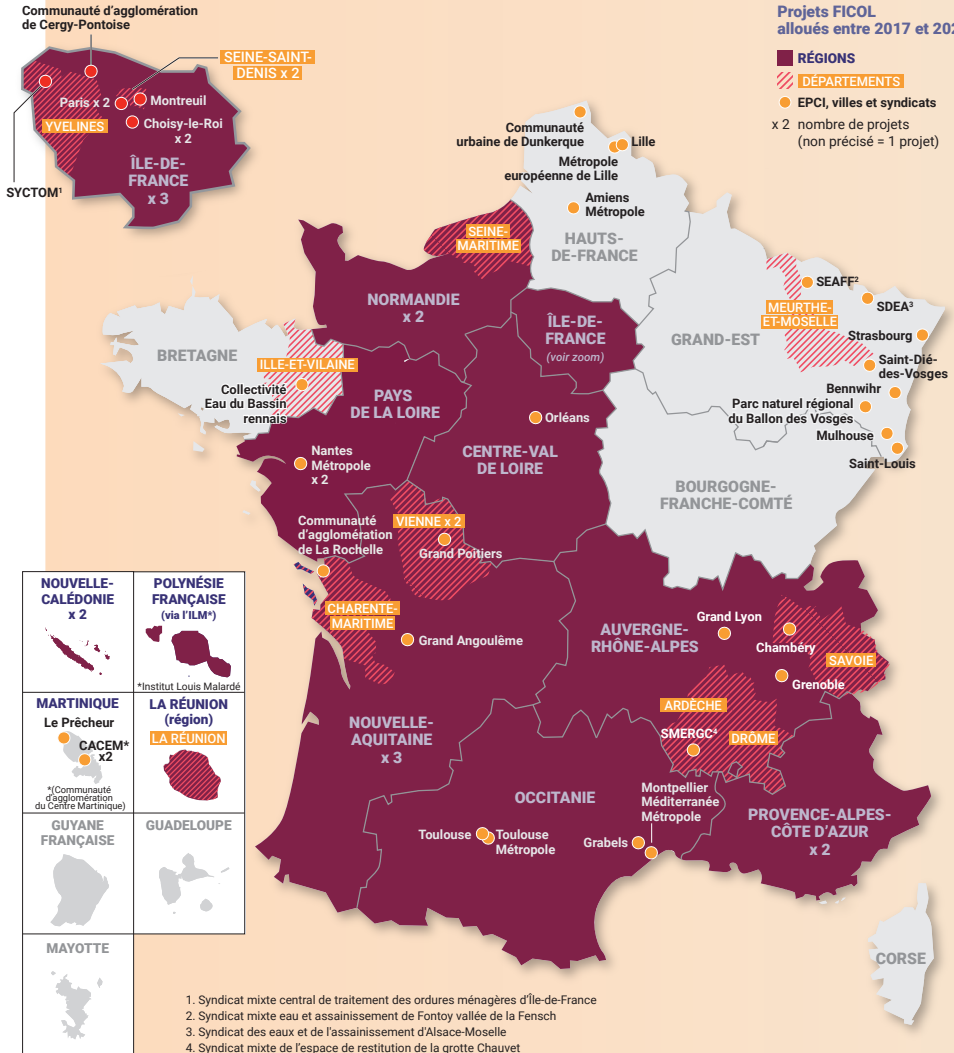 Communauté d'agglomération
de Cergy-Pontoise
SEINE-SAINT-
DENIS x 2
Paris x 2
Montreuil
Choisy-le-Roi
x 2
YVELINES
ÎLE-DE-
FRANCE
x 3
SYCTOM¹
Projets FICOL
alloués entre 2017 et 202
RÉGIONS
DÉPARTEMENTS
EPCI, villes et syndicats
x 2 nombre de projets
(non précisé = 1 projet)
Communauté
urbaine de Dunkerque
Lille
Métropole
européenne de Lille
Amiens
Métropole
HAUTS-
DE-FRANCE
SEINE-
MARITIME
NORMANDIE
x 2
ÎLE-DE-
FRANCE
(voir zoom)
GRAND-EST
SEAFF²
MEURTHE-
ET-MOSELLE
SDEA³
Strasbourg
Saint-Dié-
des-Vosges
Bennwihr
Parc naturel régional
du Ballon des Vosges
Mulhouse
Saint-Louis
BRETAGNE
ILLE-ET-VILAINE
Collectivité
Eau du Bassin
rennais
PAYS
DE LA LOIRE
Orléans
CENTRE-VAL
DE LOIRE
BOURGOGNE-
FRANCHE-COMTÉ
Nantes
Métropole
x 2
Communauté
d'agglomération
de La Rochelle
VIENNE x 2
Grand Poitiers
CHARENTE-
MARITIME
Grand Angoulême
AUVERGNE-
RHÔNE-ALPES
Grand Lyon
Chambéry
SAVOIE
Grenoble
ARDÈCHE
SMERGC⁴
DRÔME
NOUVELLE-
AQUITAINE
x 3
OCCITANIE
Montpellier
Méditerranée
Métropole
Toulouse
Toulouse
Métropole
Grabels
PROVENCE-ALPES-
CÔTE D'AZUR
x 2
CORSE
NOUVELLE-
CALÉDONIE
x 2
POLYNÉSIE
FRANÇAISE
(via l'ILM*)
*Institut Louis Malardé
MARTINIQUE
Le Prêcheur
CACEM*
x2
*(Communauté
d'agglomération
du Centre Martinique)
LA RÉUNION
(région)
LA RÉUNION
GUYANE
FRANÇAISE
GUADELOUPE
MAYOTTE
1. Syndicat mixte central de traitement des ordures ménagères d'Île-de-France
2. Syndicat mixte eau et assainissement de Fontoy vallée de la Fensch
3. Syndicat des eaux et de l'assainissement d'Alsace-Moselle
4. Syndicat mixte de l'espace de restitution de la grotte Chauvet